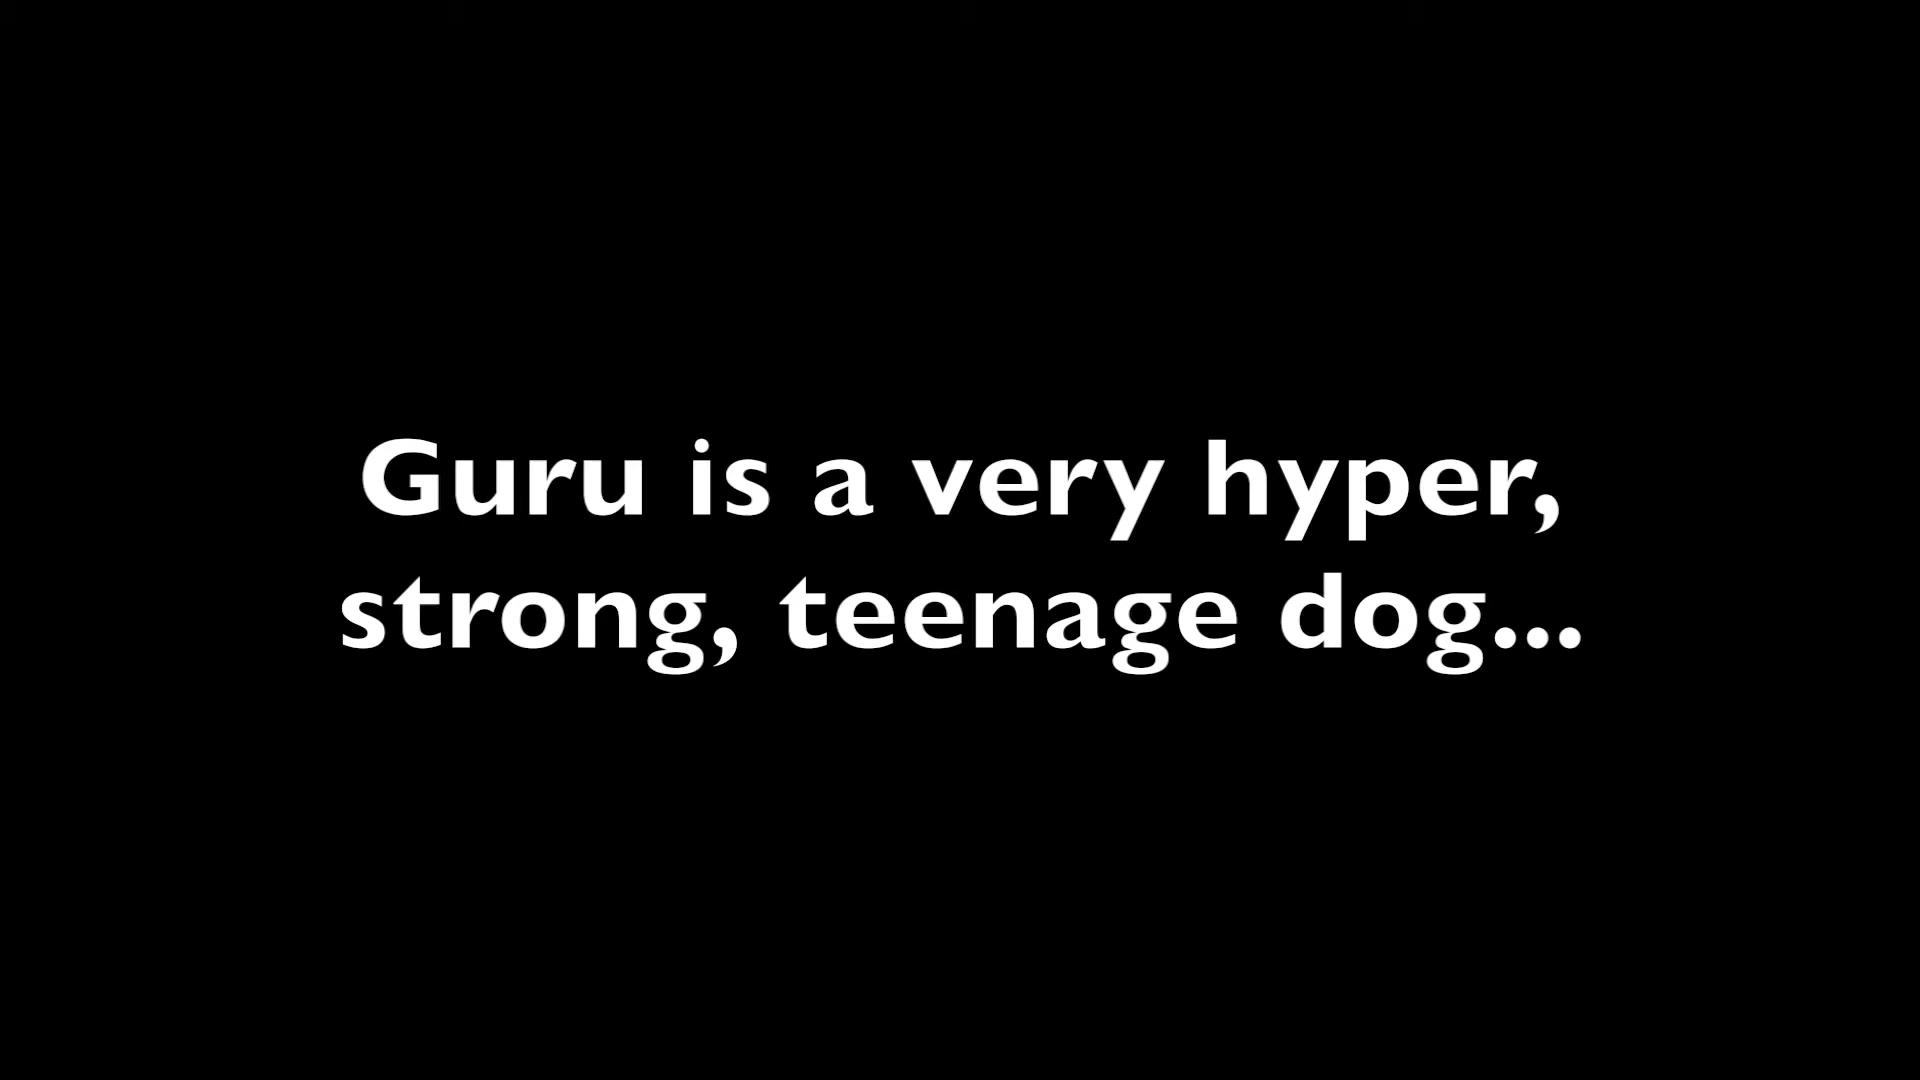 Guru is a very hyper,
strong, teenage dog...